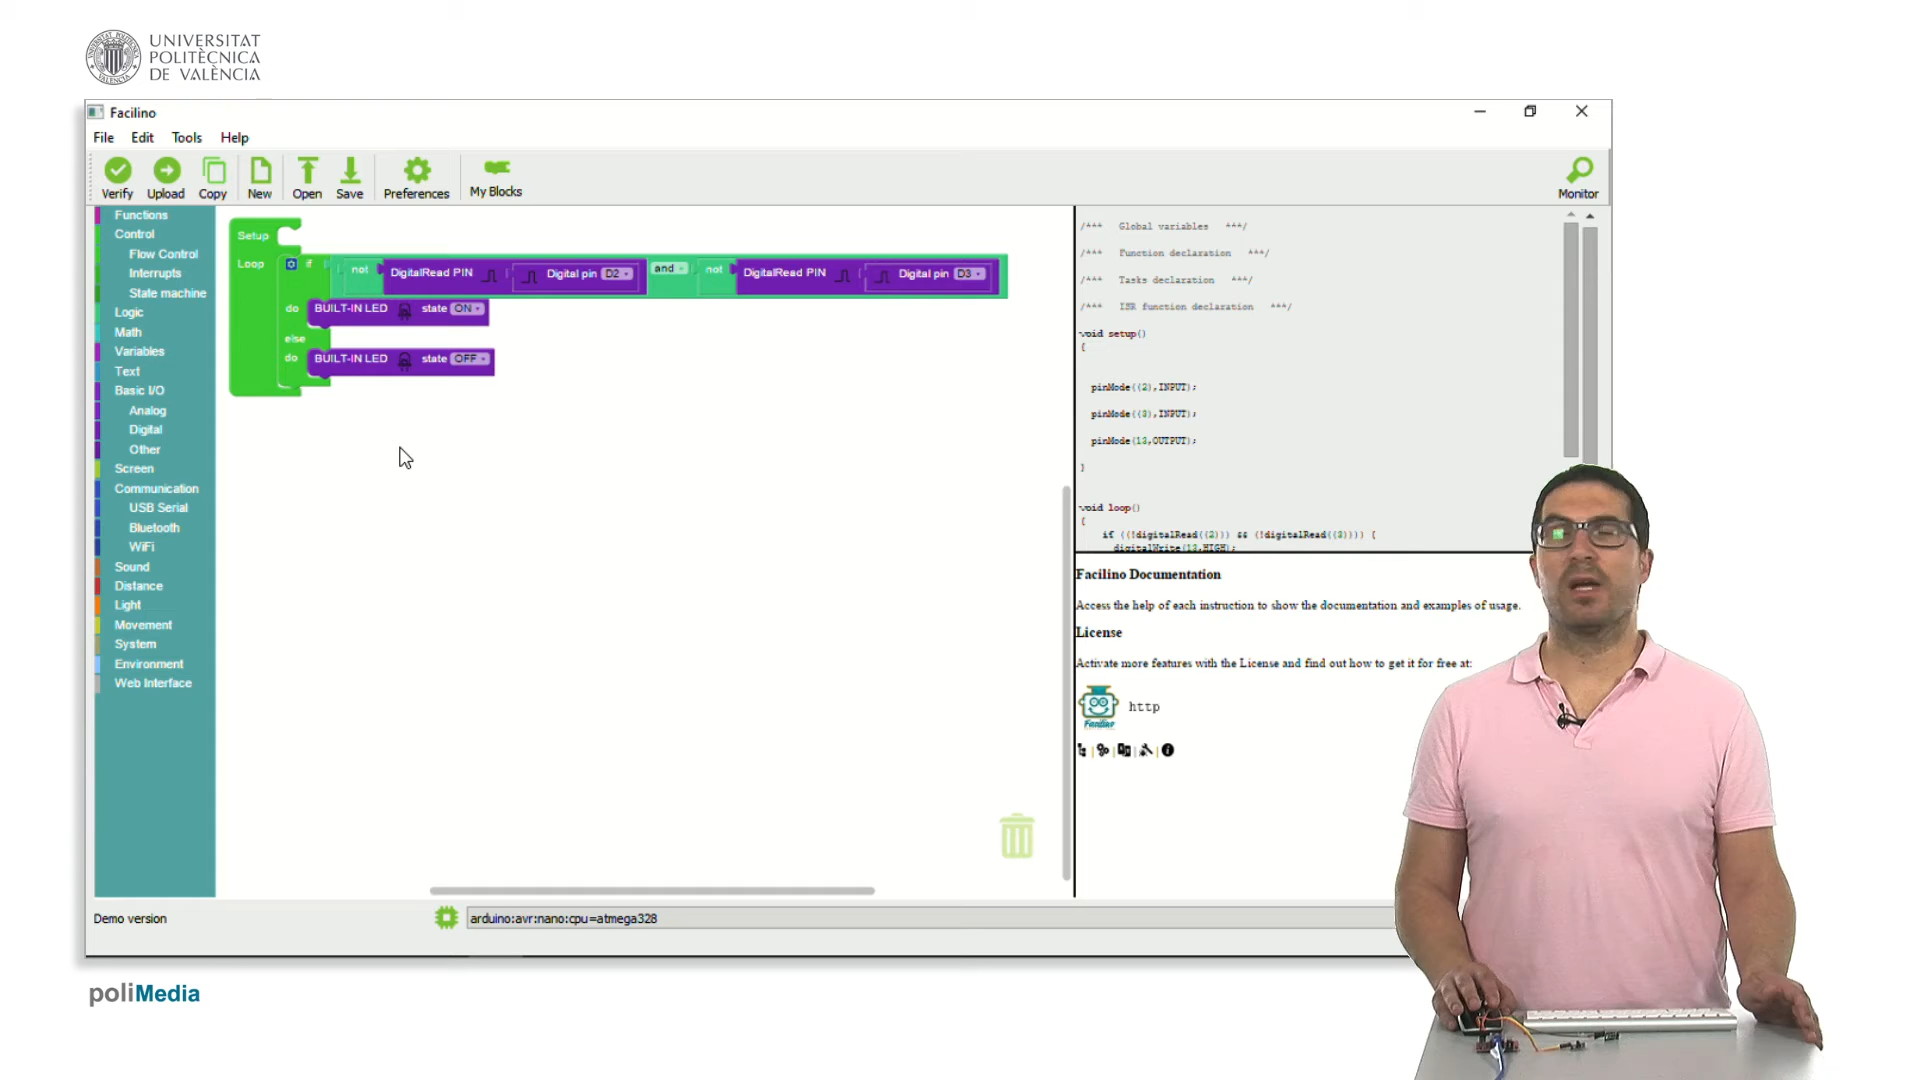 UNIVERSITAT
POLITÈCNICA
DE VALÈNCIA
Facilino
File Edit Tools Help
Verify Upload Copy New Open Save Preferences My Blocks Monitor
Functions
Control
Flow Control
Interrupts
State machine
Logic
Math
Variables
Text
Basic I/O
Analog
Digital
Other
Screen
Communication
USB Serial
Bluetooth
WiFi
Sound
Distance
Light
Movement
System
Environment
Web Interface
Setup
Loop if not DigitalRead PIN Digital pin D2 and not DigitalRead PIN Digital pin D3
do BUILT-IN LED state ON
else
do BUILT-IN LED state OFF
/*** Global variables ***/
/*** Function declaration ***/
/*** Tasks declaration ***/
/*** ISR function declaration ***/
void setup()
{
pinMode((2),INPUT);
pinMode((3),INPUT);
pinMode(13,OUTPUT);
}
void loop()
{
if ((!digitalRead((2))) && (!digitalRead((3)))) {
digitalWrite(13,HIGH);
Facilino Documentation
Access the help of each instruction to show the documentation and examples of usage.
License
Activate more features with the License and find out how to get it for free at:
Facilino
http
Demo version
arduino:avr:nano:cpu=atmega328
poliMedia